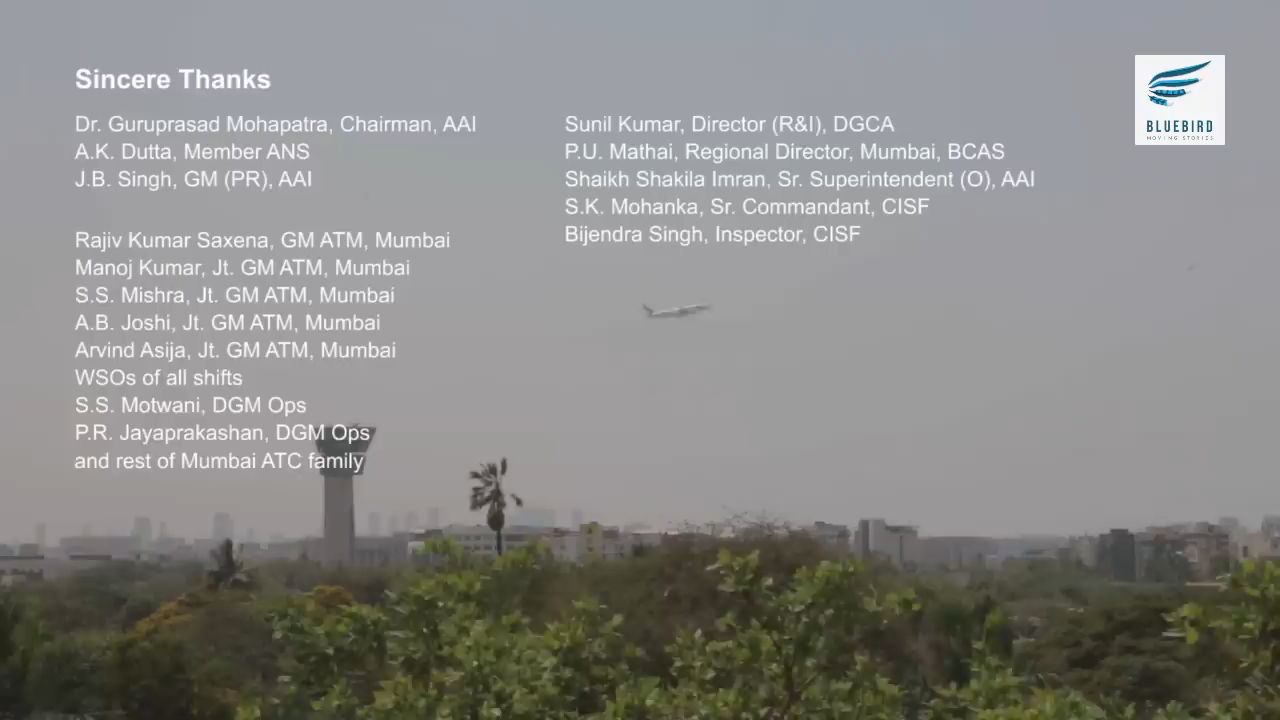 Sincere Thanks
Dr. Guruprasad Mohapatra, Chairman, AAI
A.K. Dutta, Member ANS
J.B. Singh, GM (PR), AAI
Rajiv Kumar Saxena, GM ATM, Mumbai
Manoj Kumar, Jt. GM ATM, Mumbai
S.S. Mishra, Jt. GM ATM, Mumbai
A.B. Joshi, Jt. GM ATM, Mumbai
Arvind Asija, Jt. GM ATM, Mumbai
WSOs of all shifts
S.S. Motwani, DGM Ops
P.R. Jayaprakashan, DGM Ops
and rest of Mumbai ATC family
Sunil Kumar, Director (R&I), DGCA
P.U. Mathai, Regional Director, Mumbai, BCAS
Shaikh Shakila Imran, Sr. Superintendent (O), AAI
S.K. Mohanka, Sr. Commandant, CISF
Bijendra Singh, Inspector, CISF
BLUEBIRD
MOVING STORIES